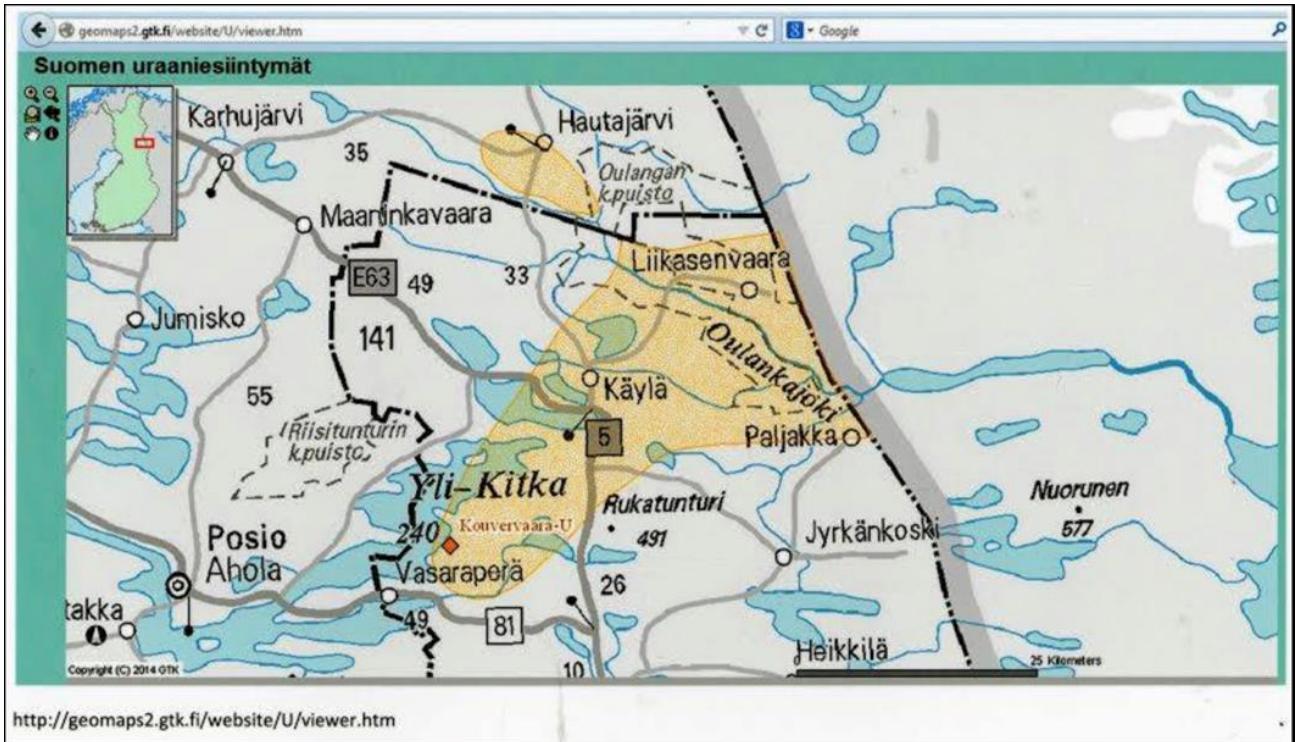 geomaps2.gtk.fi/website/U/viewer.htm
Google
Suomen uraaniesiintymät
Karhujärvi
Hautajärvi
35
Oulangan
k.puisto
Maaninkavaara
Liikasenvaara
E63
49
33
Jumisko
141
Oulankajoki
Käylä
55
5
Riisitunturin
k.puisto
Paljakka
Yli-Kitka
Nuorunen
577
Rukatunturi
491
240
Kouvervaara-U
Jyrkänkoski
Posio
Ahola
Vasaraperä
26
takka
49
81
Heikkilä
25 Kilometers
10
Copyright (C) 2014 GTK
http://geomaps2.gtk.fi/website/U/viewer.htm